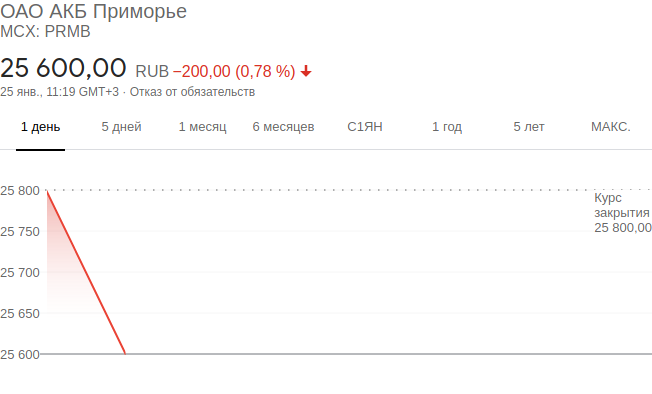 ОАО АКБ Приморье
MCX: PRMB
25 600,00 RUB −200,00 (0,78 %)
25 янв., 11:19 GMT+3 · Отказ от обязательств
1 день 5 дней 1 месяц 6 месяцев С1ЯН 1 год 5 лет МАКС.
25 800
Курс
закрытия
25 800,00
25 750
25 700
25 650
25 600